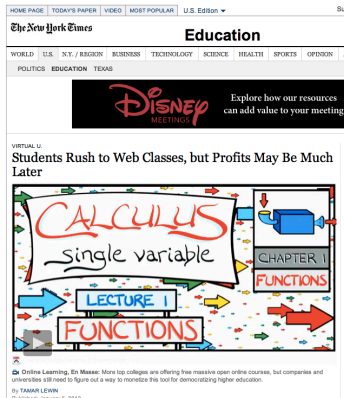 HOME PAGE TODAY'S PAPER VIDEO MOST POPULAR U.S. Edition
The New York Times
Education
WORLD U.S. N.Y. / REGION BUSINESS TECHNOLOGY SCIENCE HEALTH SPORTS OPINION
POLITICS EDUCATION TEXAS
Disney
MEETINGS
Explore how our resources
can add value to your meeting
VIRTUAL U.
Students Rush to Web Classes, but Profits May Be Much
Later
CALCULUS
single variable
CHAPTER 1
FUNCTIONS
LECTURE 1
FUNCTIONS
Online Learning, En Masse: More top colleges are offering free massive open online courses, but companies and
universities still need to figure out a way to monetize this tool for democratizing higher education.
By TAMAR LEWIN